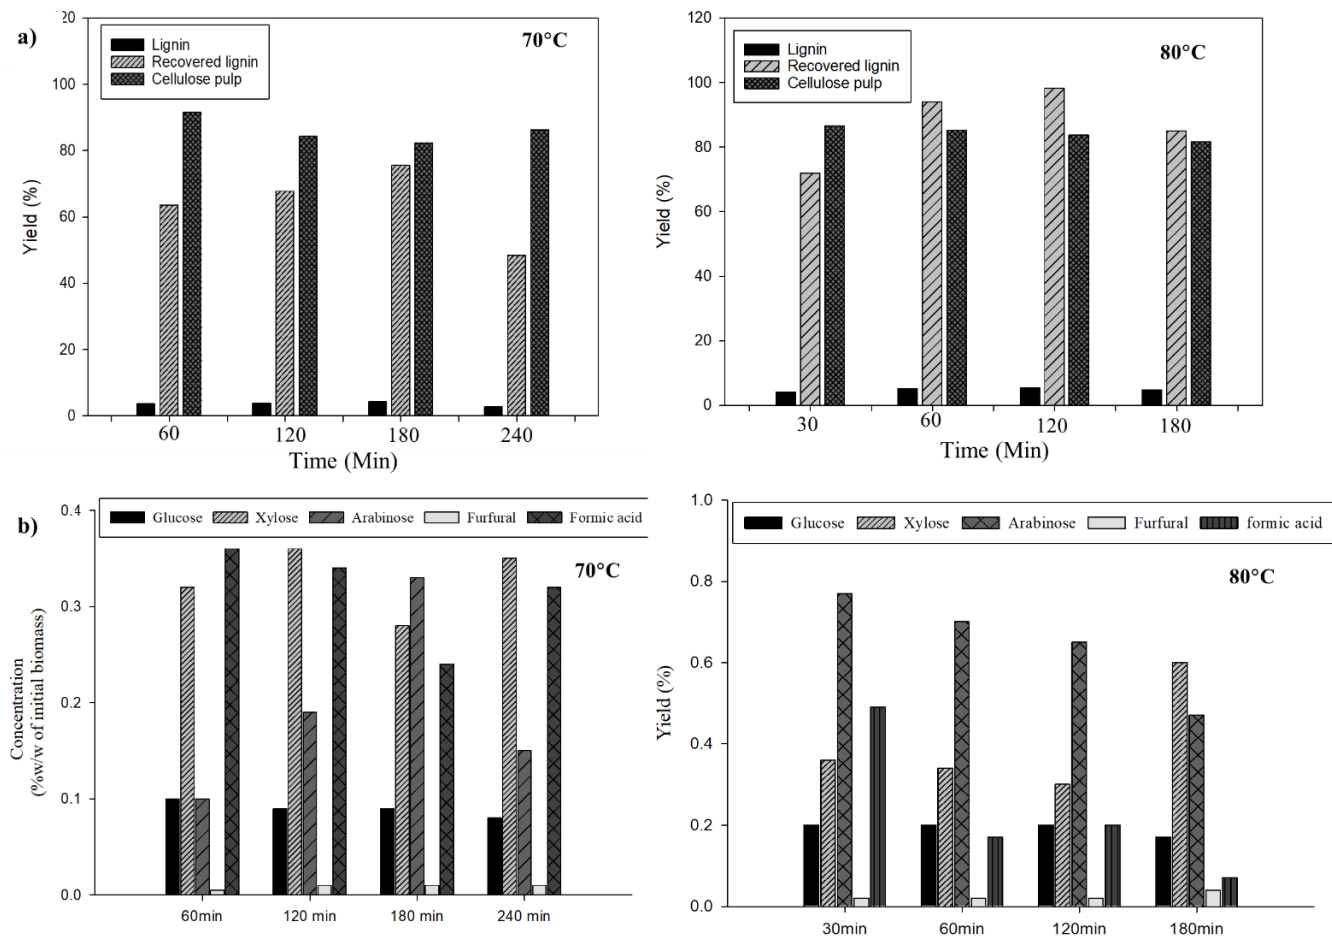 a)
20
100
80
60
40
20
0
Yield (%)
Lignin
Recovered lignin
Cellulose pulp
70°C
60 120 180 240
Time (Min)
120
100
80
60
40
20
0
Yield (%)
Lignin
Recovered lignin
Cellulose pulp
80°C
30 60 120 180
Time (Min)
b)
0.4
0.3
0.2
0.1
0.0
Concentration
(%w/w of initial biomass)
Glucose Xylose Arabinose Furfural Formic acid
70°C
60min 120 min 180 min 240 min
1.0
0.8
0.6
0.4
0.2
0.0
Yield (%)
Glucose Xylose Arabinose Furfural formic acid
80°C
30min 60min 120min 180min